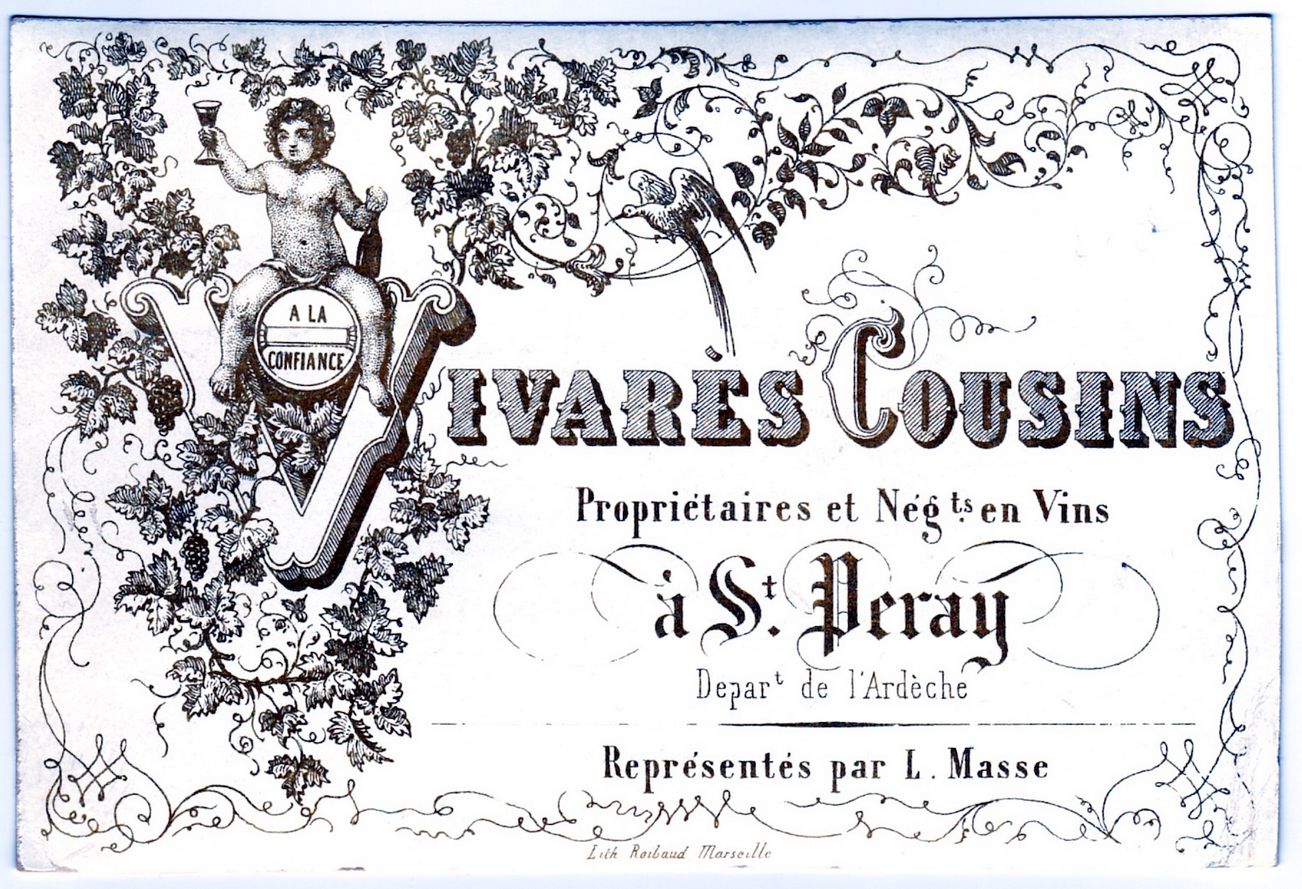 A LA
CONFIANCE
VIVARÈS COUSINS
Propriétaires et Nég.ts en Vins
à St. Peray
Depart de l'Ardèche
Représentés par L. Masse
Lith Roibaud Marseille